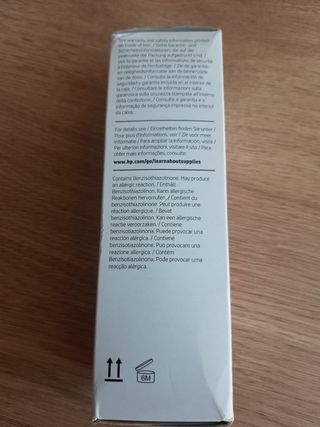 See warranty and safety information printed
on inside of box. / Siehe Garantie- und
Sicherheitsinformationen, die auf der
Innenseite der Packung aufgedruckt sind. /
Voir la garantie et les informations de sécurité
à l'intérieur de l'emballage. / Zie de garantie-
en veiligheidsinformatie aan de binnenzijde
van de doos. / Consulte la información de
seguridad y garantía incluida en el interior de
la caja. / Consultare le informazioni sulla
garanzia e sulla sicurezza stampate all'interno
della confezione. / Consulte a garantia e a
informação de segurança impressa no interior
da caixa.
For details see / Einzelheiten finden Sie unter /
Pour plus d'informations, voir / Zie voor meer
informatie / Para ampliar la información, visite /
Per ulteriori informazioni, visitare il sito / Para
obter mais informações, consulte:
www.hp.com/go/learnaboutsupplies
Contains Benzisothiazolinone. May produce
an allergic reaction. / Enthält
Benzisothiazolinon. Kann allergische
Reaktionen hervorrufen. / Contient du
benzisothiazolinone. Peut produire une
réaction allergique. / Bevat
benzisothiazolinon. Kan een allergische
reactie veroorzaken. / Contiene
benzisotiazolinona. Puede provocar una
reacción alérgica. / Contiene
benzisotiazolinone. Può provocare una
reazione allergica. / Contém
Benzisotiazolinona. Pode provocar uma
reacção alérgica.
6M